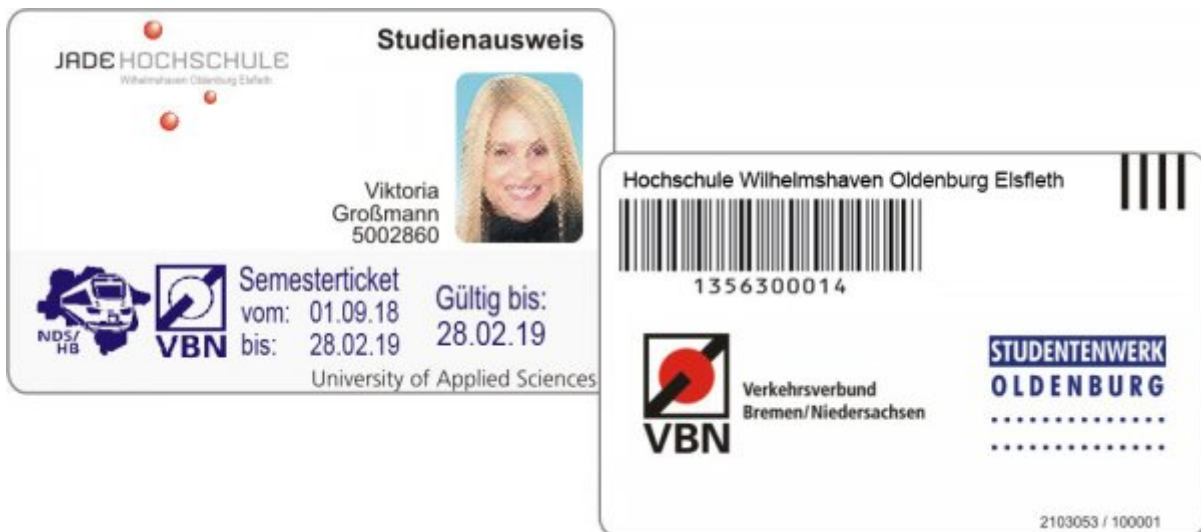 JADE HOCHSCHULE
Wilhelmshaven Oldenburg Elsfleth
Studienausweis
Viktoria
Großmann
5002860
NDS/
HB
VBN
Semesterticket
vom: 01.09.18
bis: 28.02.19
Gültig bis:
28.02.19
University of Applied Sciences
Hochschule Wilhelmshaven Oldenburg Elsfleth
1356300014
VBN
Verkehrsverbund
Bremen/Niedersachsen
STUDENTENWERK
OLDENBURG
2103053 / 100001